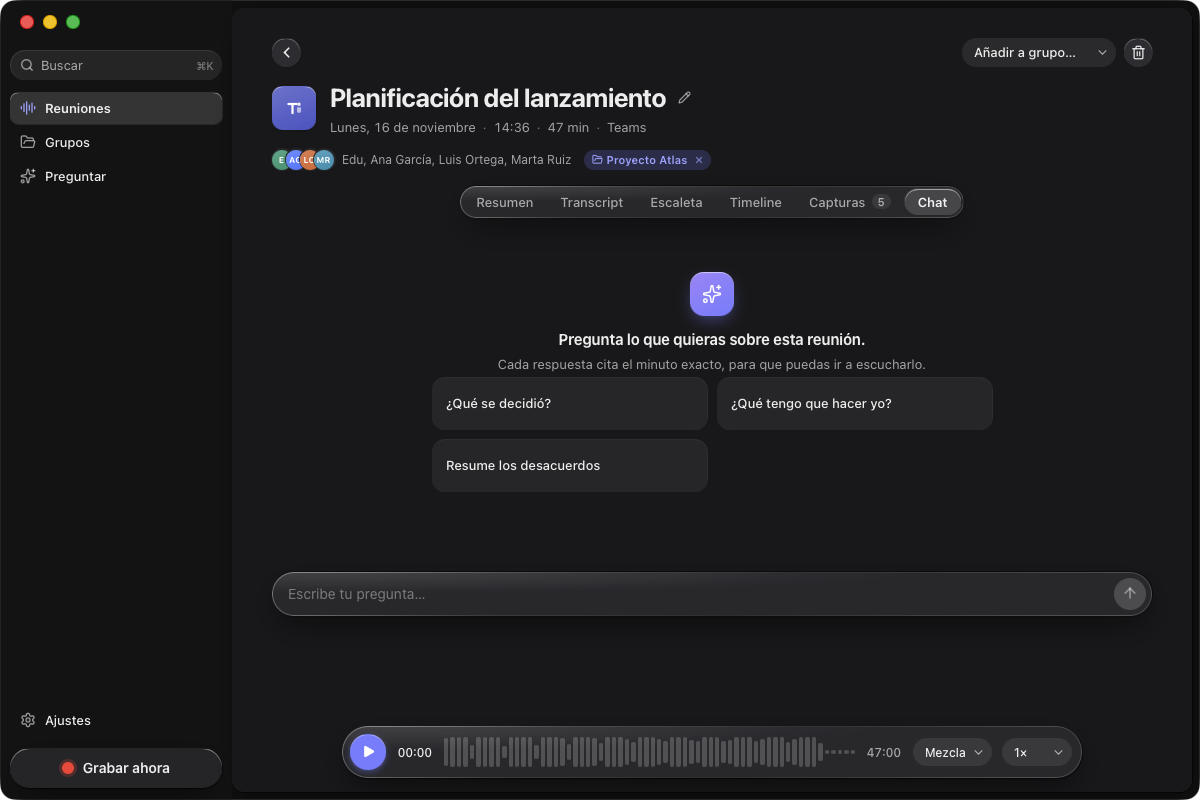 Buscar ⌘K
Reuniones
Grupos
Preguntar
Ajustes
Grabar ahora
Añadir a grupo...
Planificación del lanzamiento
Lunes, 16 de noviembre · 14:36 · 47 min · Teams
E MR Edu, Ana García, Luis Ortega, Marta Ruiz Proyecto Atlas ×
Resumen Transcript Escaleta Timeline Capturas 5 Chat
Pregunta lo que quieras sobre esta reunión.
Cada respuesta cita el minuto exacto, para que puedas ir a escucharlo.
¿Qué se decidió? ¿Qué tengo que hacer yo?
Resume los desacuerdos
Escribe tu pregunta...
00:00 47:00 Mezcla 1×